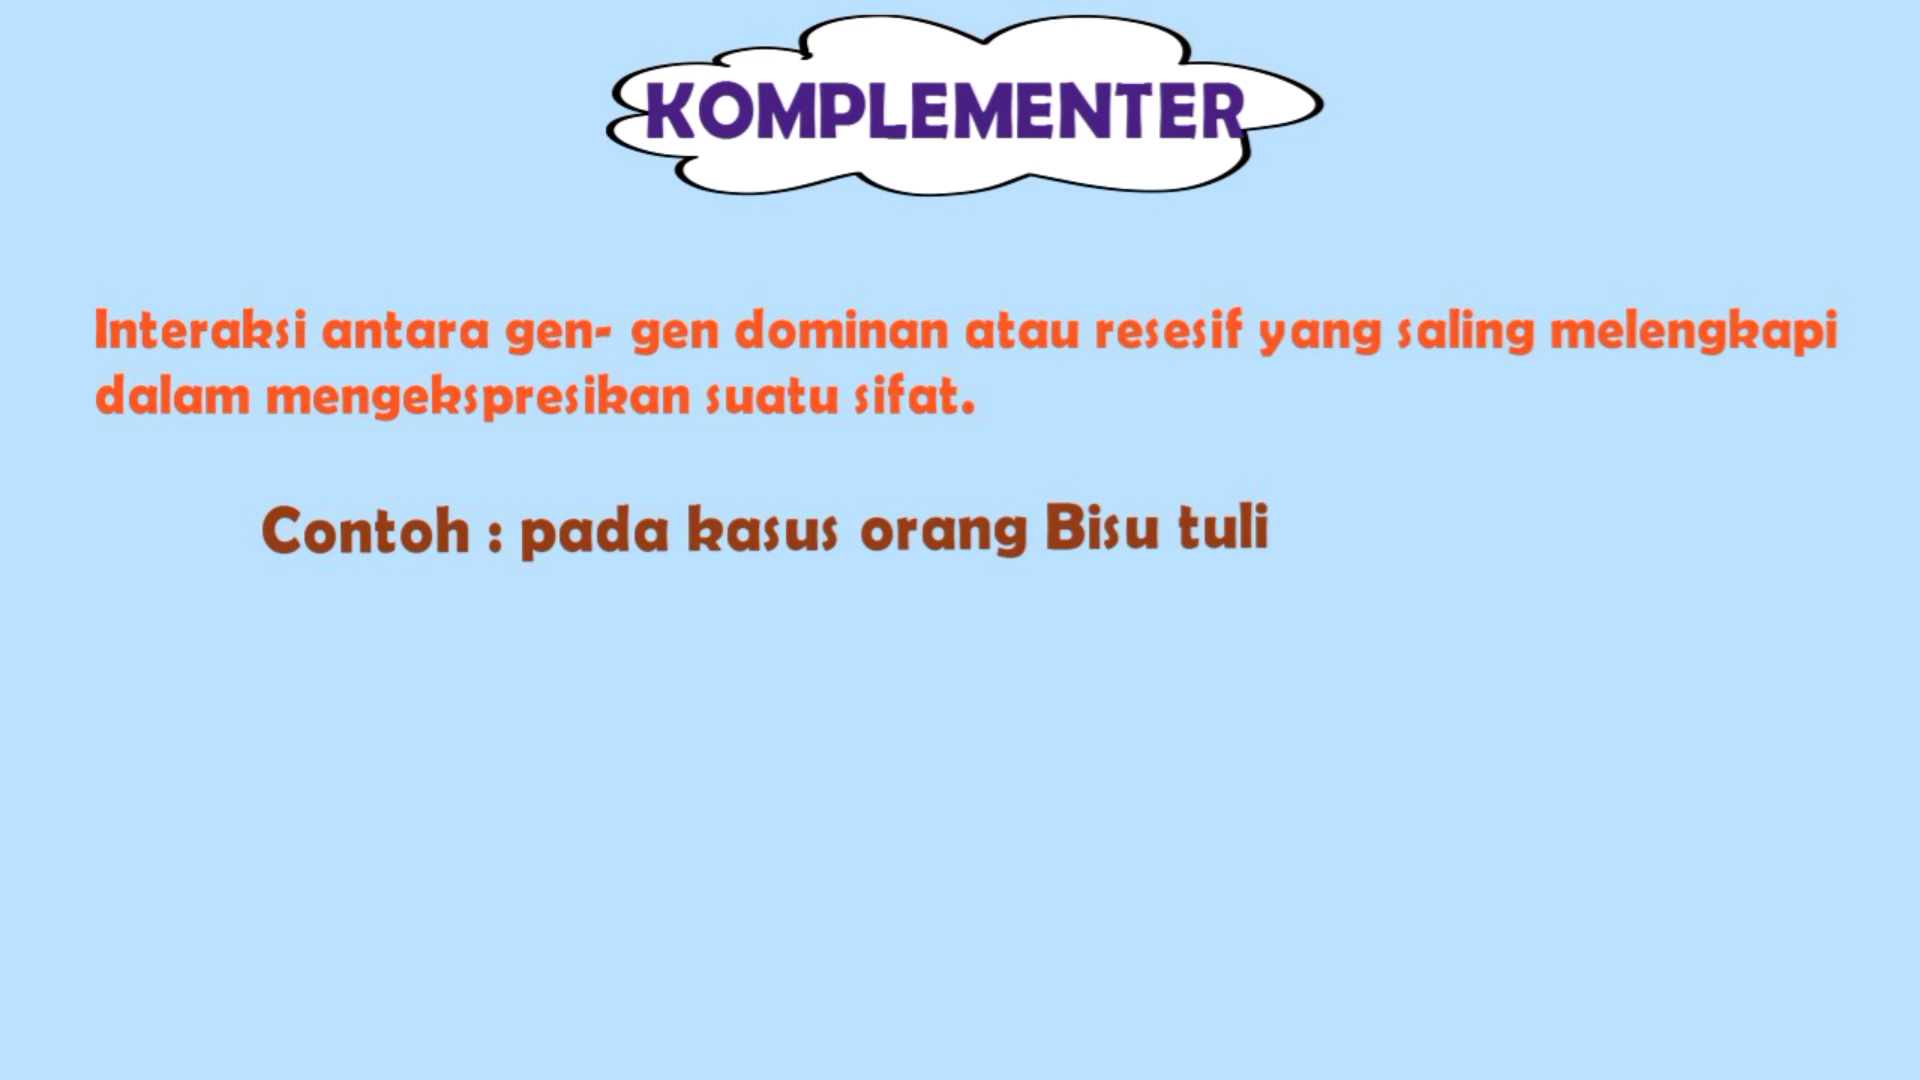 KOMPLEMENTER
Interaksi antara gen- gen dominan atau resesif yang saling melengkapi
dalam mengekspresikan suatu sifat.
Contoh : pada kasus orang Bisu tuli